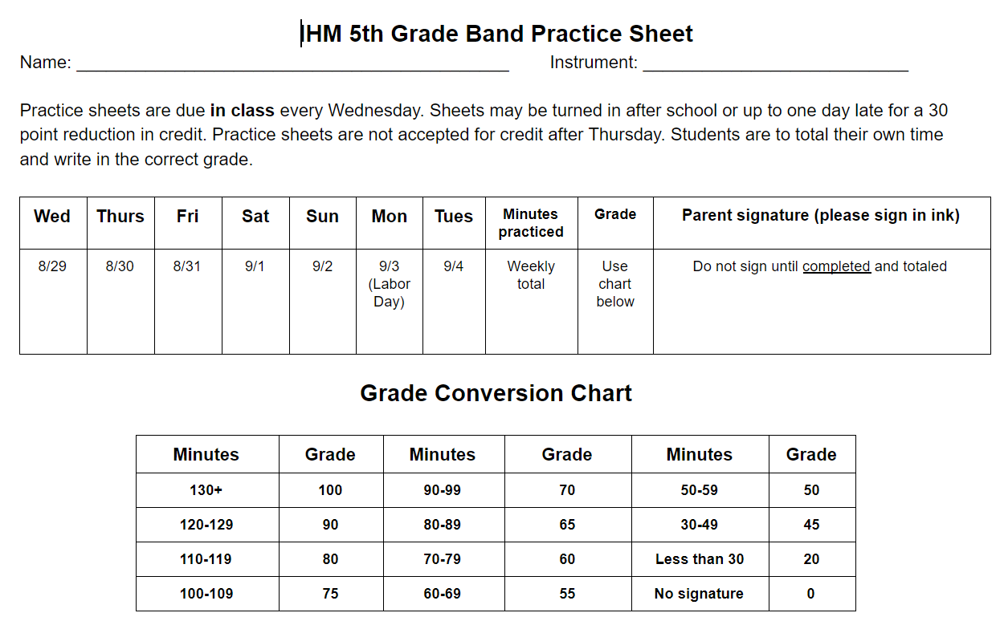 IHM 5th Grade Band Practice Sheet
Name: ____________________________________________ Instrument: ___________________________
Practice sheets are due in class every Wednesday. Sheets may be turned in after school or up to one day late for a 30
point reduction in credit. Practice sheets are not accepted for credit after Thursday. Students are to total their own time
and write in the correct grade.
Wed Thurs Fri Sat Sun Mon Tues Minutes practiced Grade Parent signature (please sign in ink)
8/29 8/30 8/31 9/1 9/2 9/3 (Labor Day) 9/4 Weekly total Use chart below Do not sign until completed and totaled
Grade Conversion Chart
Minutes Grade Minutes Grade Minutes Grade
130+ 100 90-99 70 50-59 50
120-129 90 80-89 65 30-49 45
110-119 80 70-79 60 Less than 30 20
100-109 75 60-69 55 No signature 0